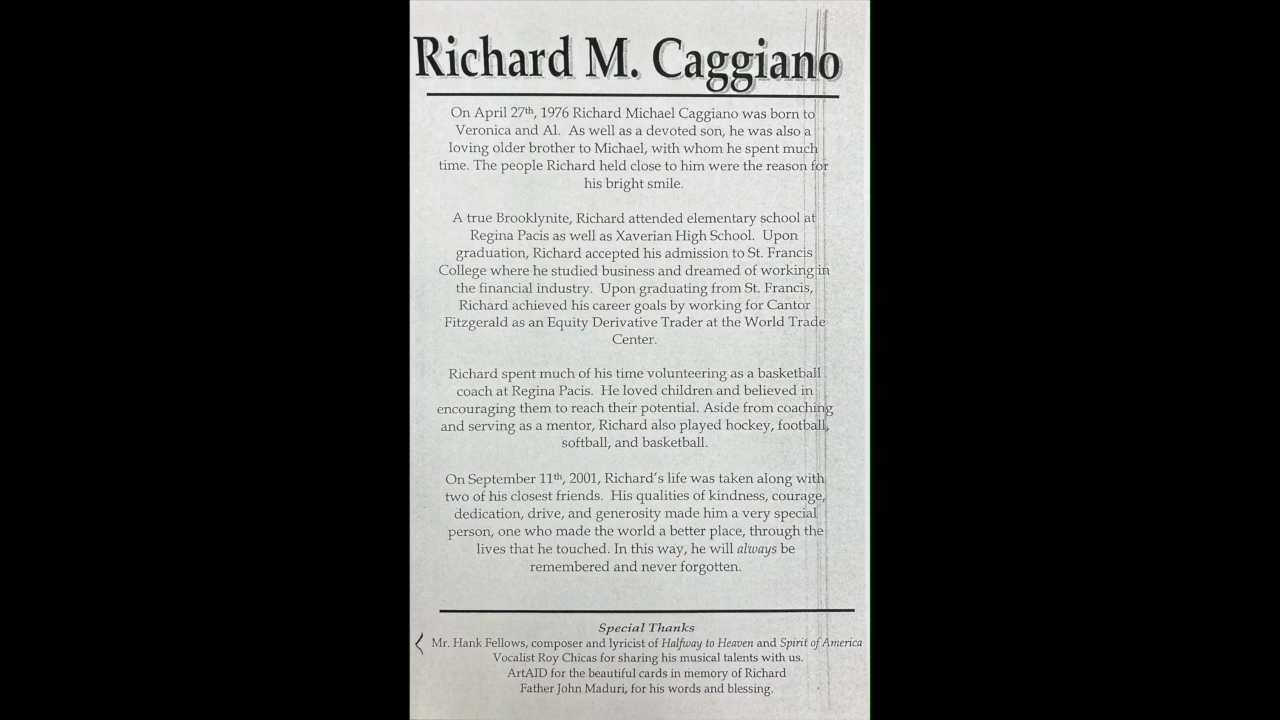 Richard M. Caggiano
On April 27th, 1976 Richard Michael Caggiano was born to
Veronica and Al. As well as a devoted son, he was also a
loving older brother to Michael, with whom he spent much
time. The people Richard held close to him were the reason for
his bright smile.
A true Brooklynite, Richard attended elementary school at
Regina Pacis as well as Xaverian High School. Upon
graduation, Richard accepted his admission to St. Francis
College where he studied business and dreamed of working in
the financial industry. Upon graduating from St. Francis,
Richard achieved his career goals by working for Cantor
Fitzgerald as an Equity Derivative Trader at the World Trade
Center.
Richard spent much of his time volunteering as a basketball
coach at Regina Pacis. He loved children and believed in
encouraging them to reach their potential. Aside from coaching
and serving as a mentor, Richard also played hockey, football,
softball, and basketball.
On September 11th, 2001, Richard's life was taken along with
two of his closest friends. His qualities of kindness, courage,
dedication, drive, and generosity made him a very special
person, one who made the world a better place, through the
lives that he touched. In this way, he will always be
remembered and never forgotten.
Special Thanks
Mr. Hank Fellows, composer and lyricist of Halfway to Heaven and Spirit of America
Vocalist Roy Chicas for sharing his musical talents with us.
ArtAID for the beautiful cards in memory of Richard
Father John Maduri, for his words and blessing.